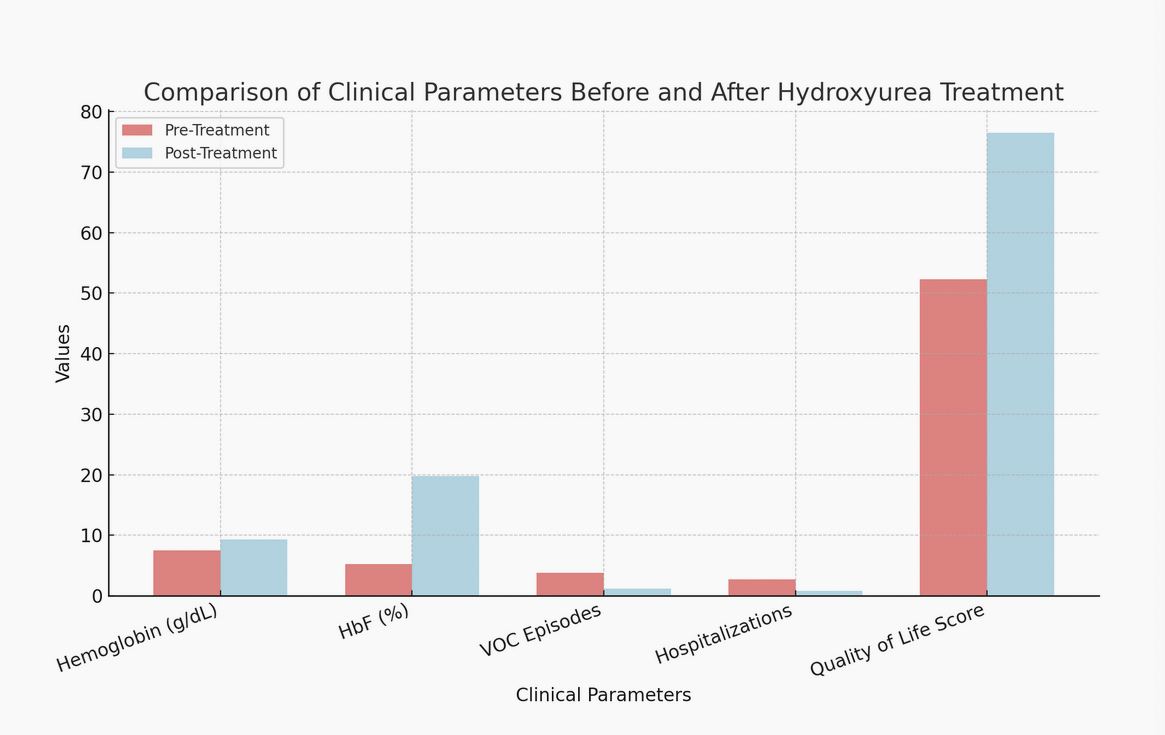 Comparison of Clinical Parameters Before and After Hydroxyurea Treatment
Pre-Treatment
Post-Treatment
80
70
60
50
40
30
20
10
0
Values
Hemoglobin (g/dL)
HbF (%)
VOC Episodes
Hospitalizations
Quality of Life Score
Clinical Parameters